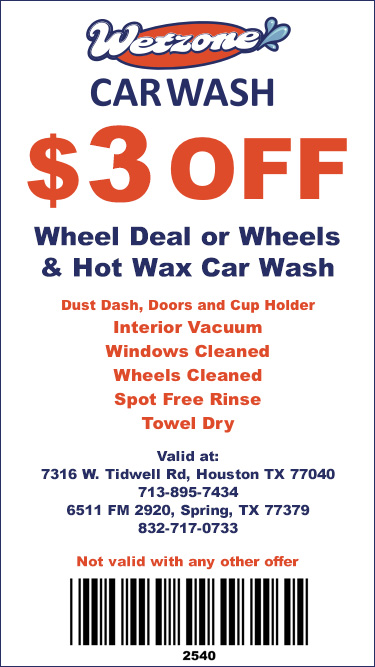 Wetzone
CAR WASH
$3 OFF
Wheel Deal or Wheels
& Hot Wax Car Wash
Dust Dash, Doors and Cup Holder
Interior Vacuum
Windows Cleaned
Wheels Cleaned
Spot Free Rinse
Towel Dry
Valid at:
7316 W. Tidwell Rd, Houston TX 77040
713-895-7434
6511 FM 2920, Spring, TX 77379
832-717-0733
Not valid with any other offer
2540